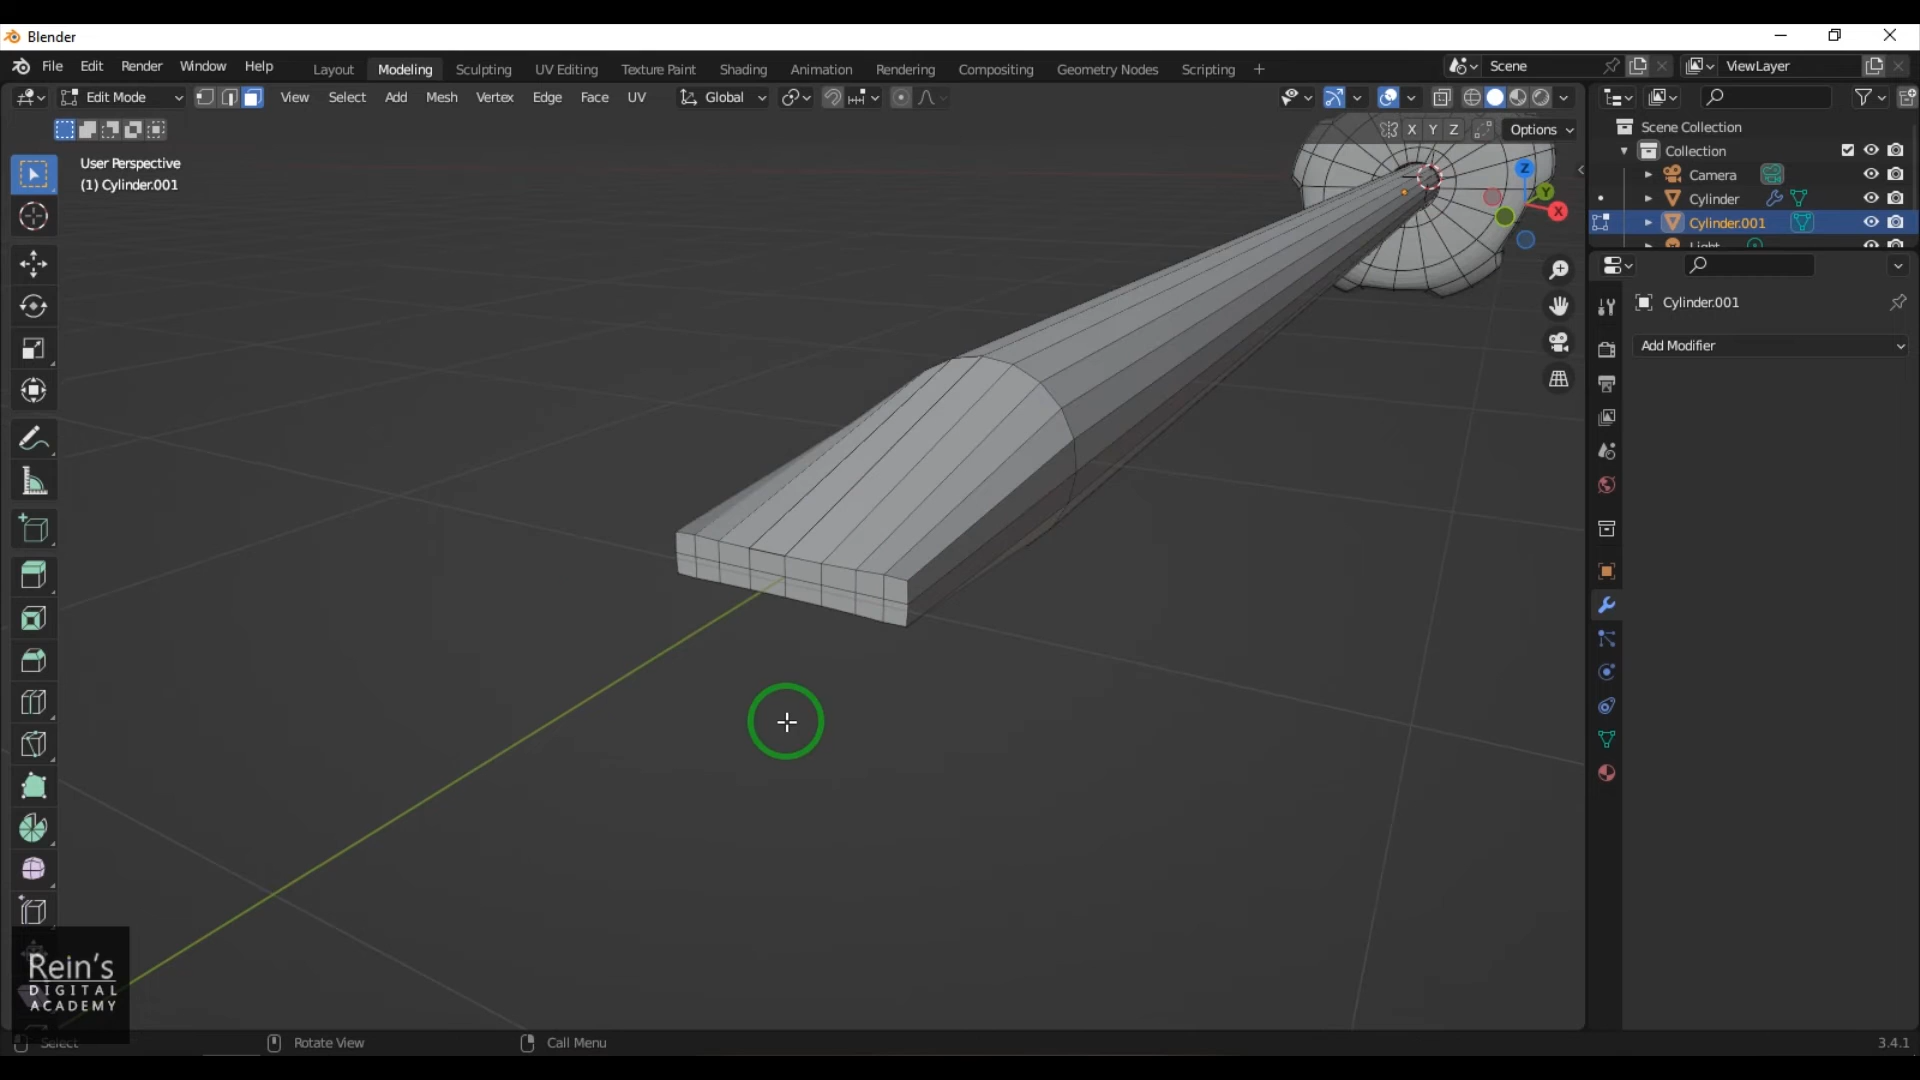 Blender
File Edit Render Window Help Layout Modeling Sculpting UV Editing Texture Paint Shading Animation Rendering Compositing Geometry Nodes Scripting + Scene ViewLayer
Edit Mode View Select Add Mesh Vertex Edge Face UV Global
X Y Z Options
User Perspective
(1) Cylinder.001
Z
Y
X
Scene Collection
Collection
Camera
Cylinder
Cylinder.001
Light
Cylinder.001
Add Modifier
Rein's
DIGITAL
ACADEMY
Select Rotate View Call Menu 3.4.1